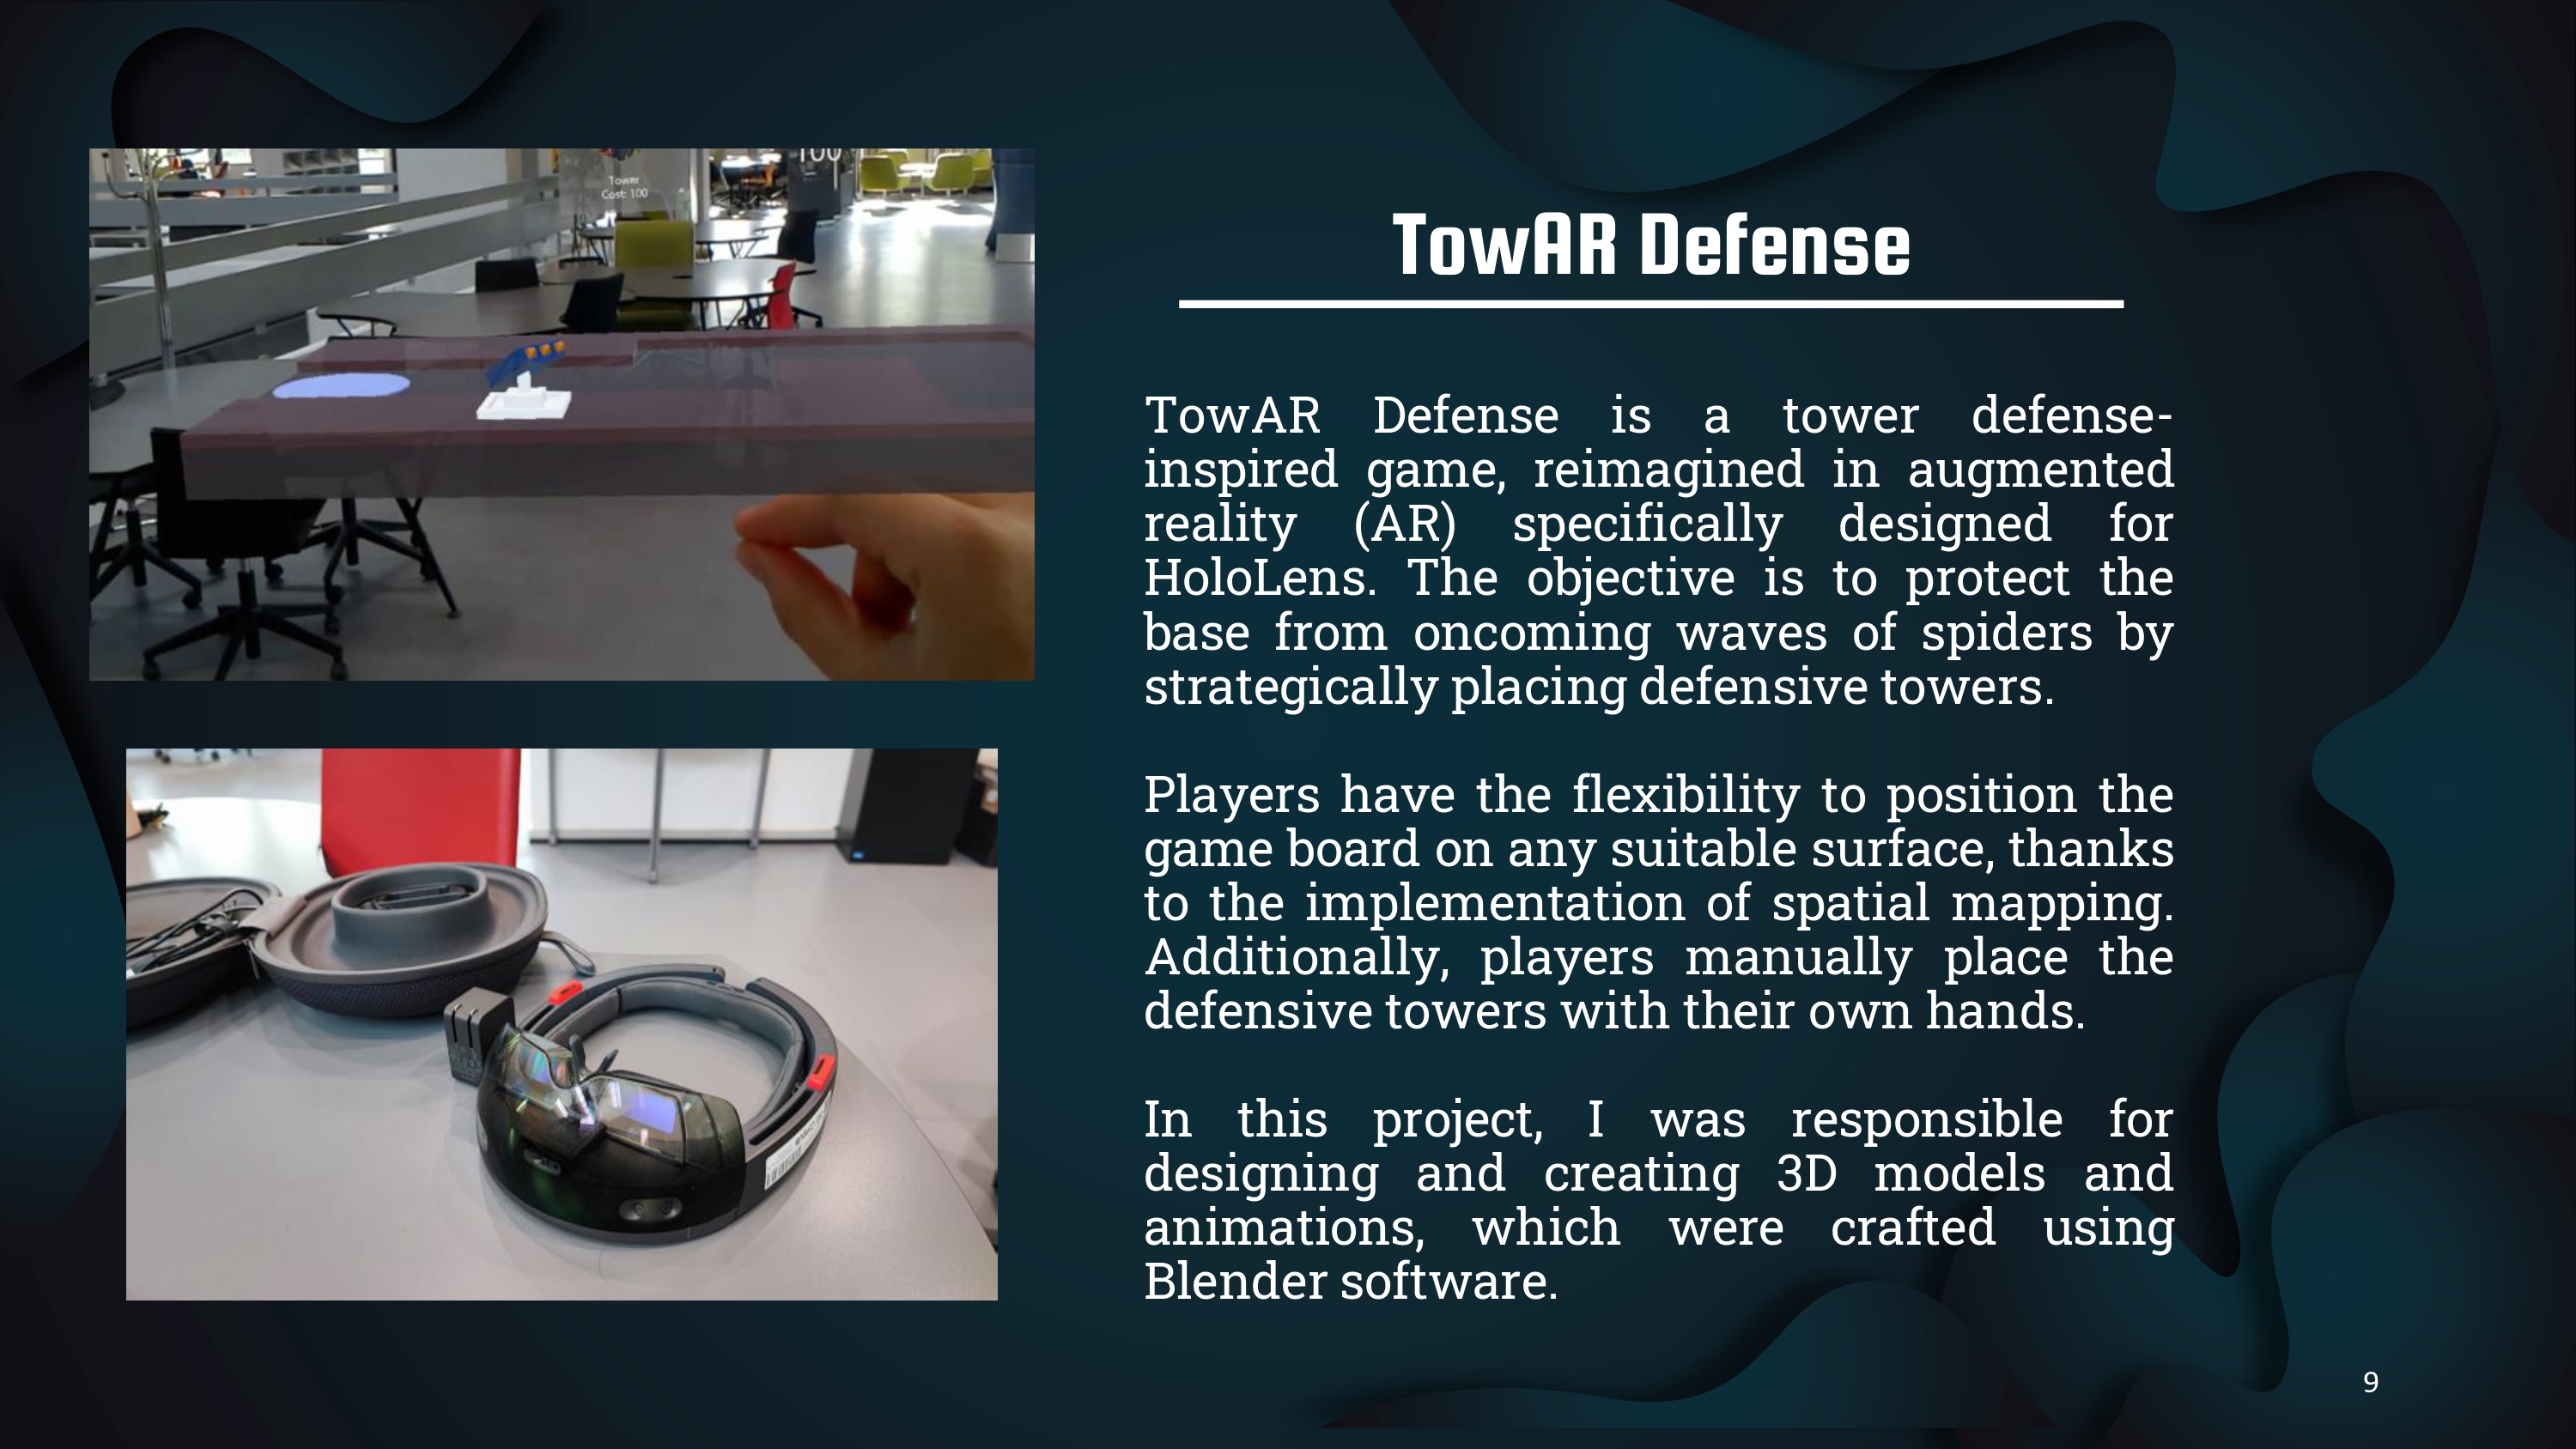 100
Tower
Cost: 100
TowAR Defense
TowAR Defense is a tower defense-
inspired game, reimagined in augmented
reality (AR) specifically designed for
HoloLens. The objective is to protect the
base from oncoming waves of spiders by
strategically placing defensive towers.
Players have the flexibility to position the
game board on any suitable surface, thanks
to the implementation of spatial mapping.
Additionally, players manually place the
defensive towers with their own hands.
In this project, I was responsible for
designing and creating 3D models and
animations, which were crafted using
Blender software.
9